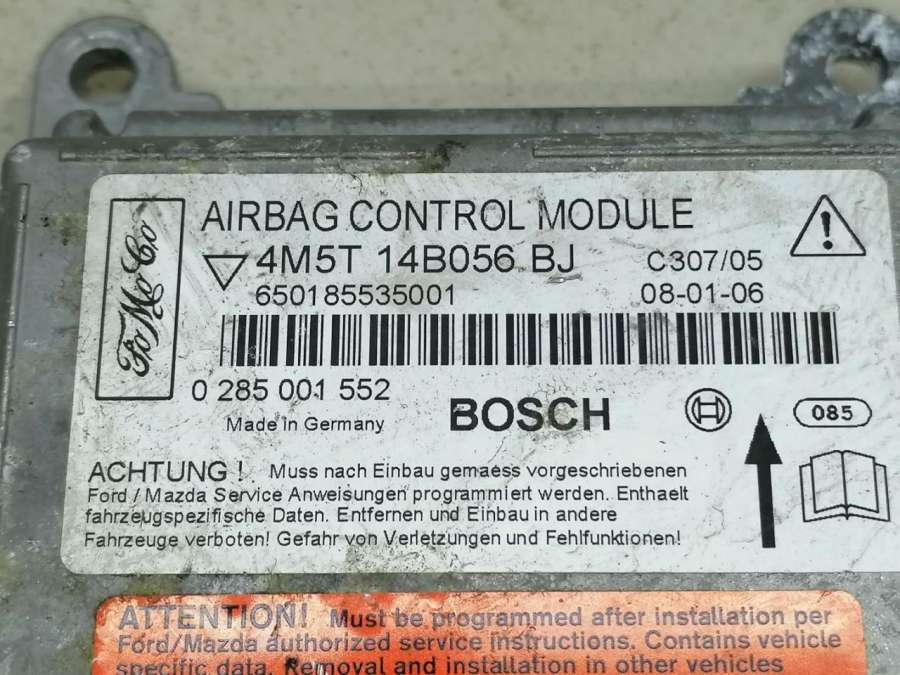 AIRBAG CONTROL MODULE
FoMoCo
4M5T 14B056 BJ C307/05
650185535001 08-01-06
0 285 001 552
Made in Germany BOSCH 085
ACHTUNG! Muss nach Einbau gemaess vorgeschriebenen
Ford / Mazda Service Anweisungen programmiert werden. Enthaelt
fahrzeugspezifische Daten. Entfernen und Einbau in andere
Fahrzeuge verboten! Gefahr von Verletzungen und Fehlfunktionen!
ATTENTION! Must be programmed after installation per
Ford/Mazda authorized service instructions. Contains vehicle
specific data. Removal and installation in other vehicles